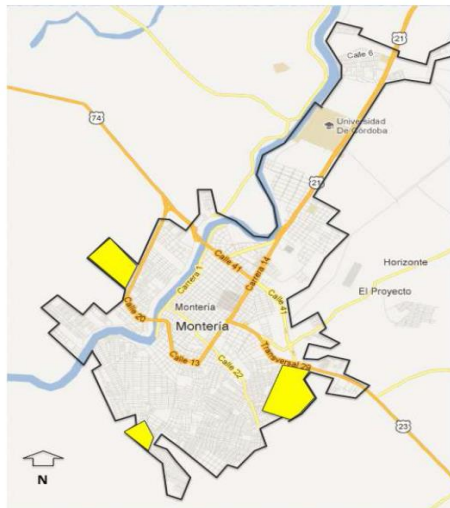 21
Calle 6
Universidad
De Córdoba
74
21
Calle 41
Carrera 14
Carrera 1
Horizonte
Calle 41
El Proyecto
Montería
Montería
Calle 20
Transversal 29
Calle 13
Calle 22
23
N